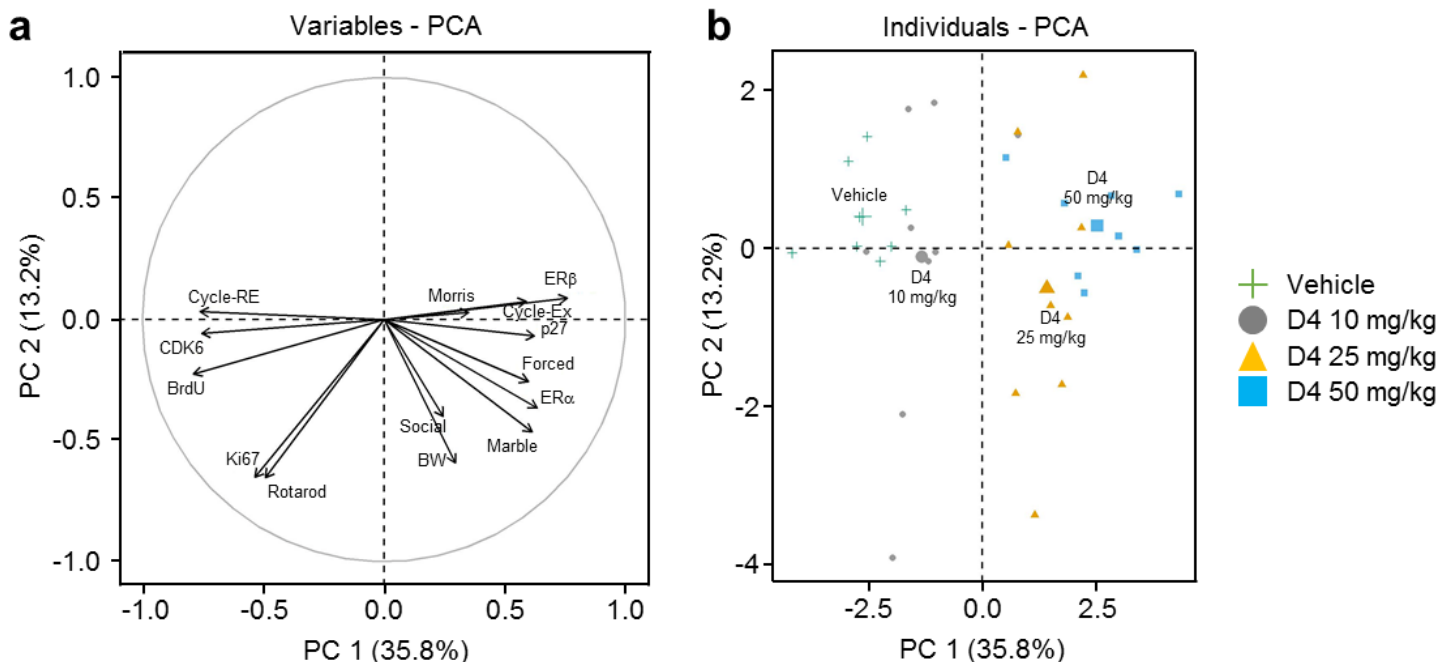 a
Variables - PCA
1.0
0.5
0.0
-0.5
-1.0
PC 2 (13.2%)
Cycle-RE
CDK6
BrdU
Ki67
Rotarod
Morris
ERβ
Cycle-Ex
p27
Forced
ERα
Social
Marble
BW
-1.0
-0.5
0.0
0.5
1.0
PC 1 (35.8%)
b
Individuals - PCA
2
0
-2
-4
PC 2 (13.2%)
Vehicle
D4
50 mg/kg
D4
10 mg/kg
D4
25 mg/kg
-2.5
0.0
2.5
PC 1 (35.8%)
Vehicle
D4 10 mg/kg
D4 25 mg/kg
D4 50 mg/kg